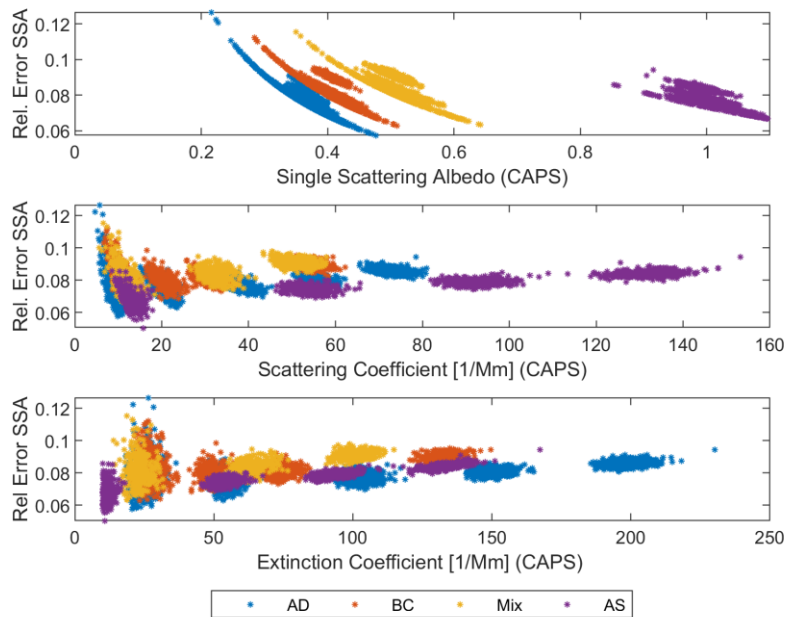 0.12
0.1
0.08
0.06
Rel. Error SSA
0 0.2 0.4 0.6 0.8 1
Single Scattering Albedo (CAPS)
0.12
0.1
0.08
0.06
Rel. Error SSA
0 20 40 60 80 100 120 140 160
Scattering Coefficient [1/Mm] (CAPS)
0.12
0.1
0.08
0.06
Rel Error SSA
0 50 100 150 200 250
Extinction Coefficient [1/Mm] (CAPS)
AD BC Mix AS